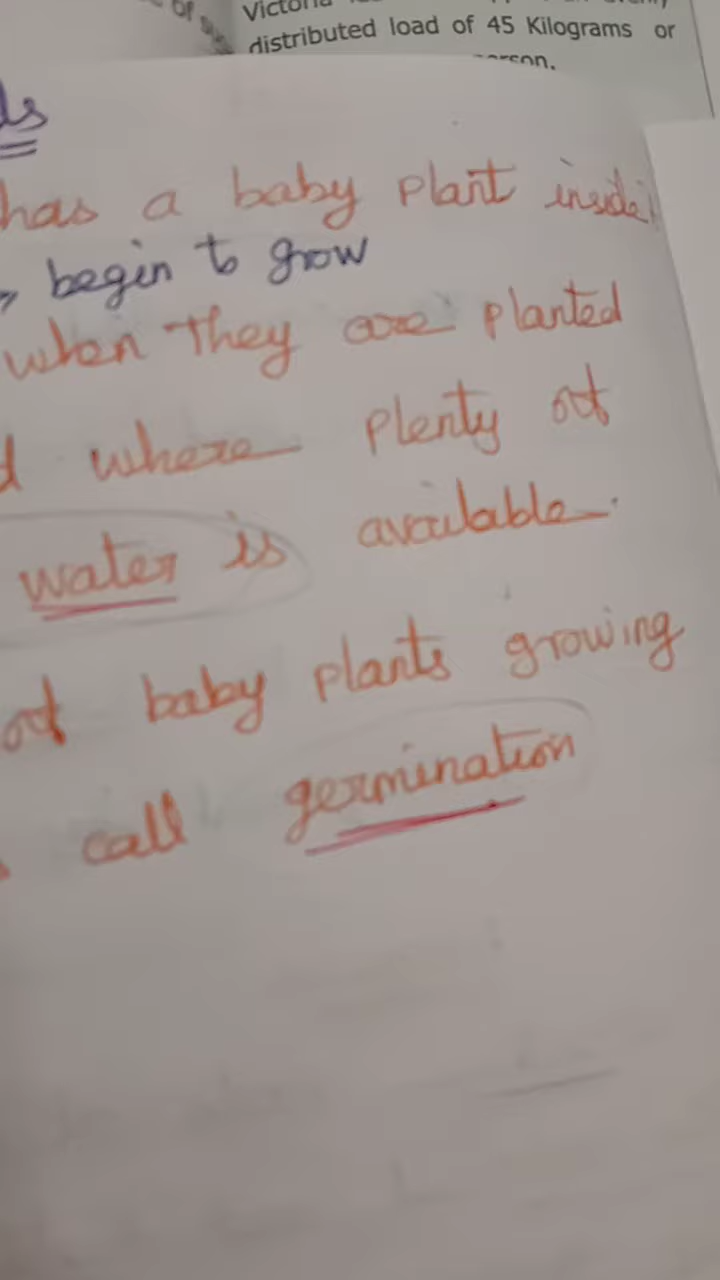 distributed load of 45 Kilograms or
has a baby plant inside
begin to grow
when they are planted
where plenty of
water is available.
of baby plants growing
call germination